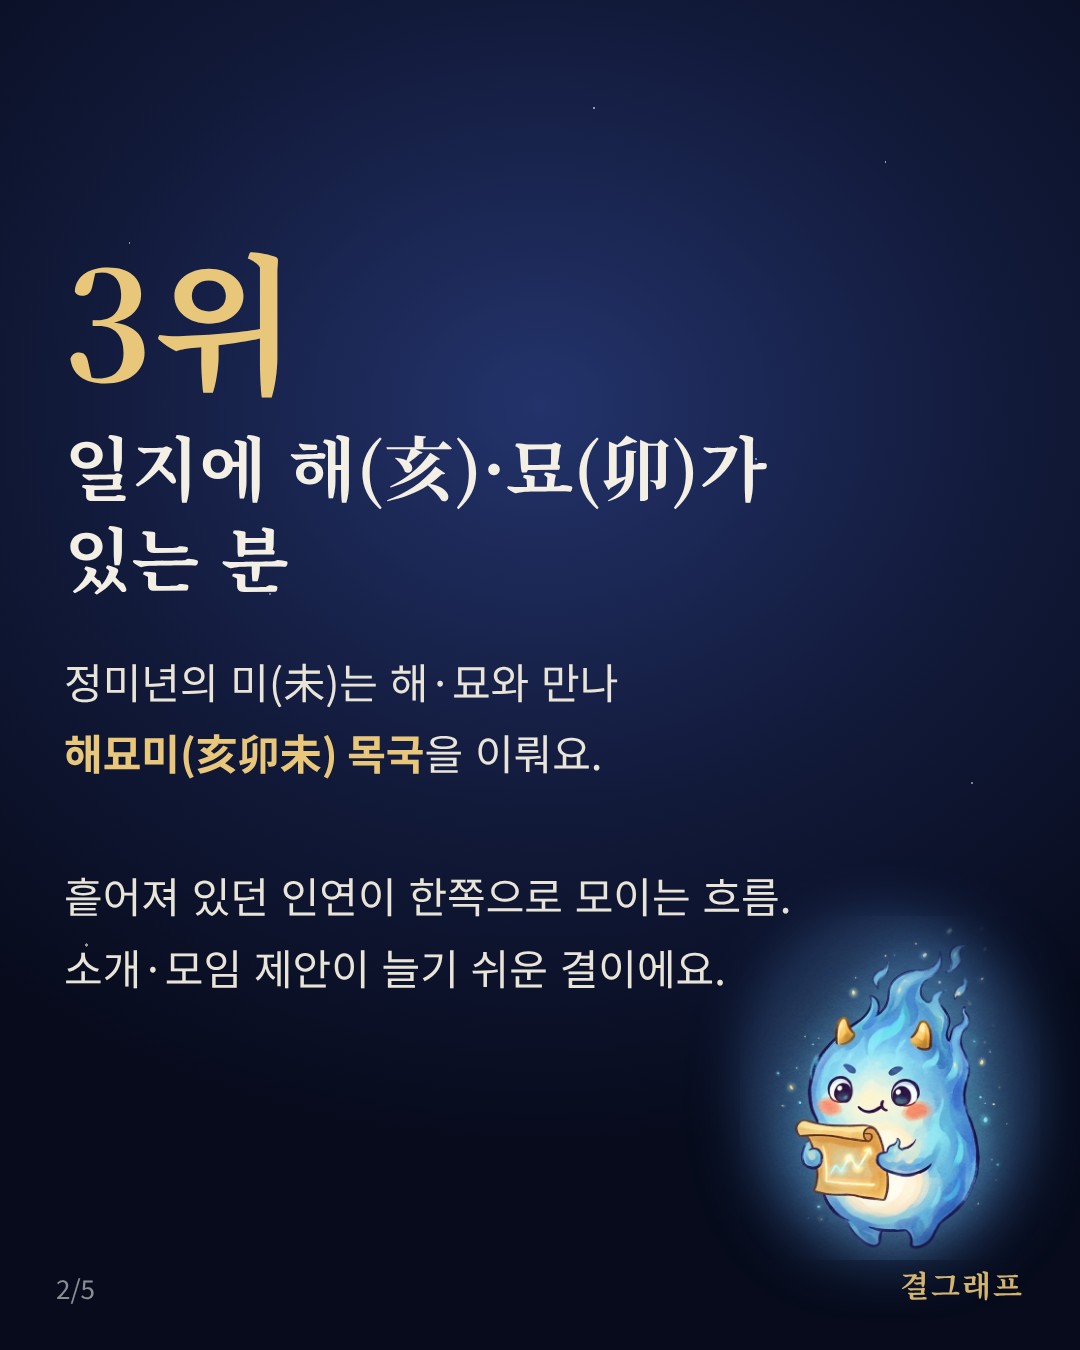 3위
일지에 해(亥)·묘(卯)가
있는 분
정미년의 미(未)는 해·묘와 만나
해묘미(亥卯未) 목국을 이뤄요.
흩어져 있던 인연이 한쪽으로 모이는 흐름.
소개·모임 제안이 늘기 쉬운 결이에요.
2/5
결그래프